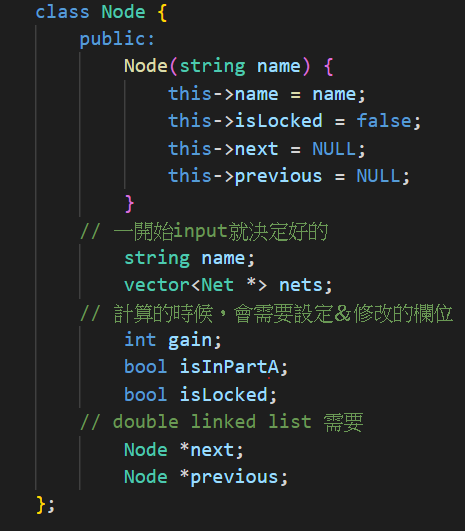 class Node {
    public:
        Node(string name) {
            this->name = name;
            this->isLocked = false;
            this->next = NULL;
            this->previous = NULL;
        }
    // 一開始input就決定好的
        string name;
        vector<Net *> nets;
    // 計算的時候，會需要設定&修改的欄位
        int gain;
        bool isInPartA;
        bool isLocked;
    // double linked list 需要
        Node *next;
        Node *previous;
};